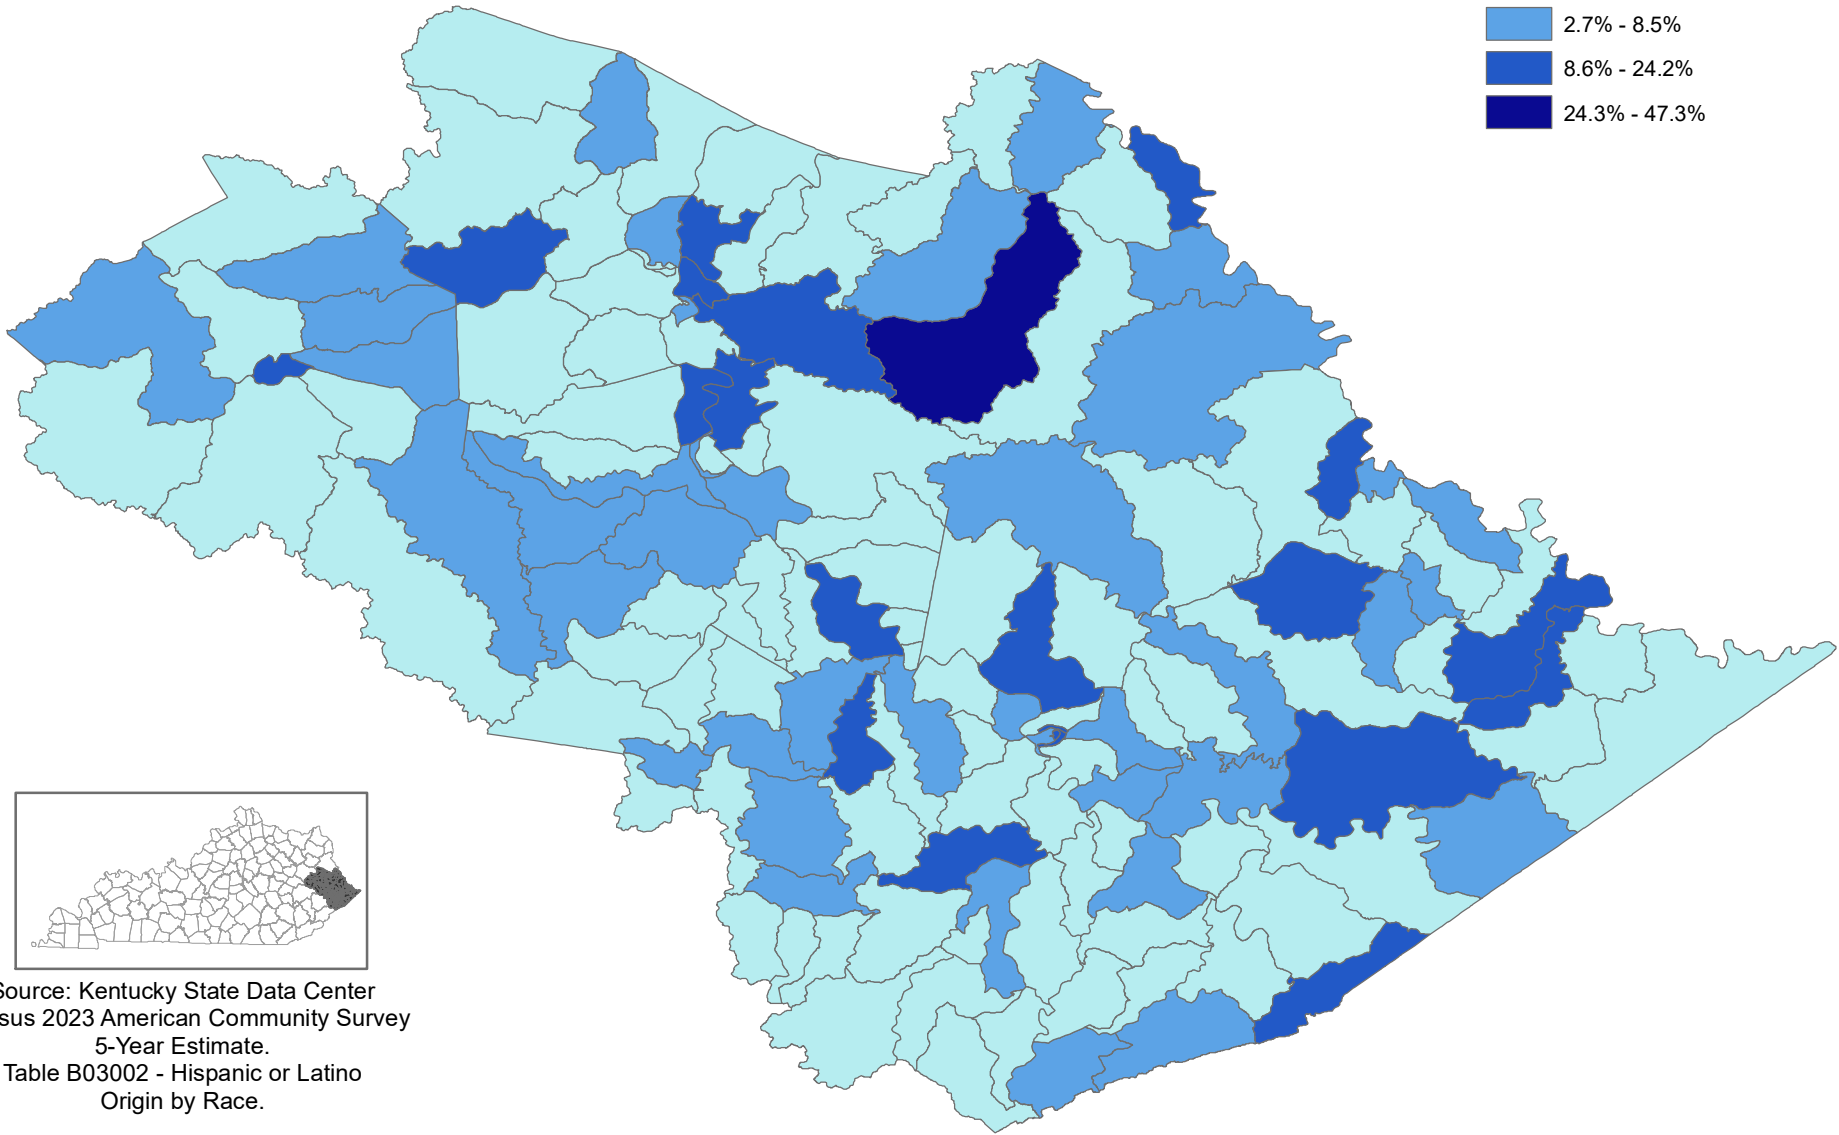 2.7% - 8.5%
8.6% - 24.2%
24.3% - 47.3%
Source: Kentucky State Data Center
sus 2023 American Community Survey
5-Year Estimate.
Table B03002 - Hispanic or Latino
Origin by Race.